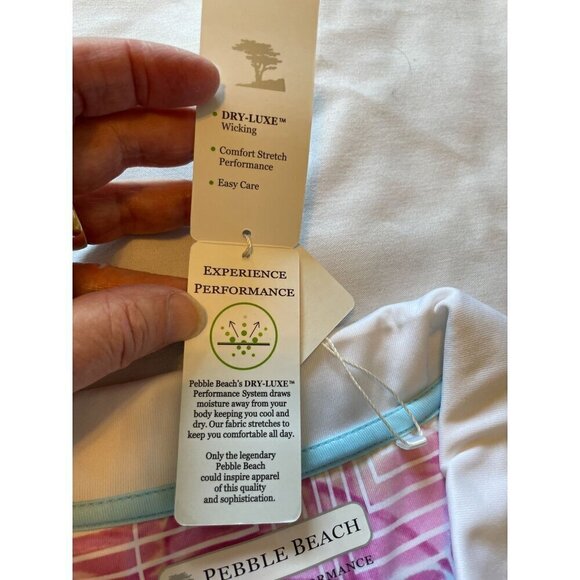 • DRY-LUXE™
Wicking
• Comfort Stretch
Performance
• Easy Care
EXPERIENCE
PERFORMANCE
Pebble Beach's DRY-LUXE™
Performance System draws
moisture away from your
body keeping you cool and
dry. Our fabric stretches to
keep you comfortable all day.
Only the legendary
Pebble Beach
could inspire apparel
of this quality
and sophistication.
PEBBLE BEACH